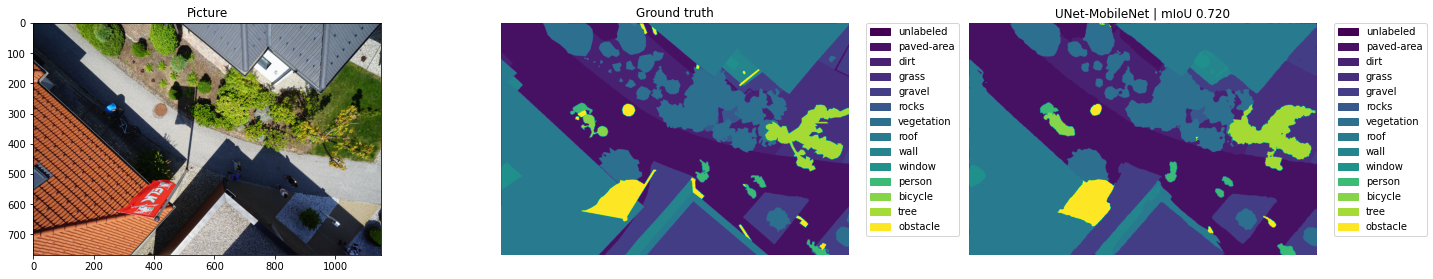 Picture
0
100
200
300
400
500
600
700
0 200 400 600 800 1000
Ground truth
unlabeled
paved-area
dirt
grass
gravel
rocks
vegetation
roof
wall
window
person
bicycle
tree
obstacle
UNet-MobileNet | mIoU 0.720
unlabeled
paved-area
dirt
grass
gravel
rocks
vegetation
roof
wall
window
person
bicycle
tree
obstacle